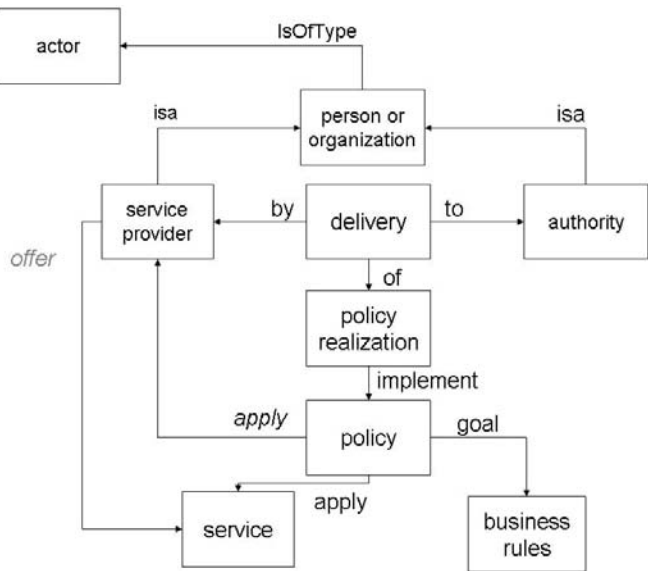 IsOfType
actor
isa
person or
organization
isa
service
provider
by
delivery
to
authority
offer
of
policy
realization
implement
apply
policy
goal
apply
service
business
rules